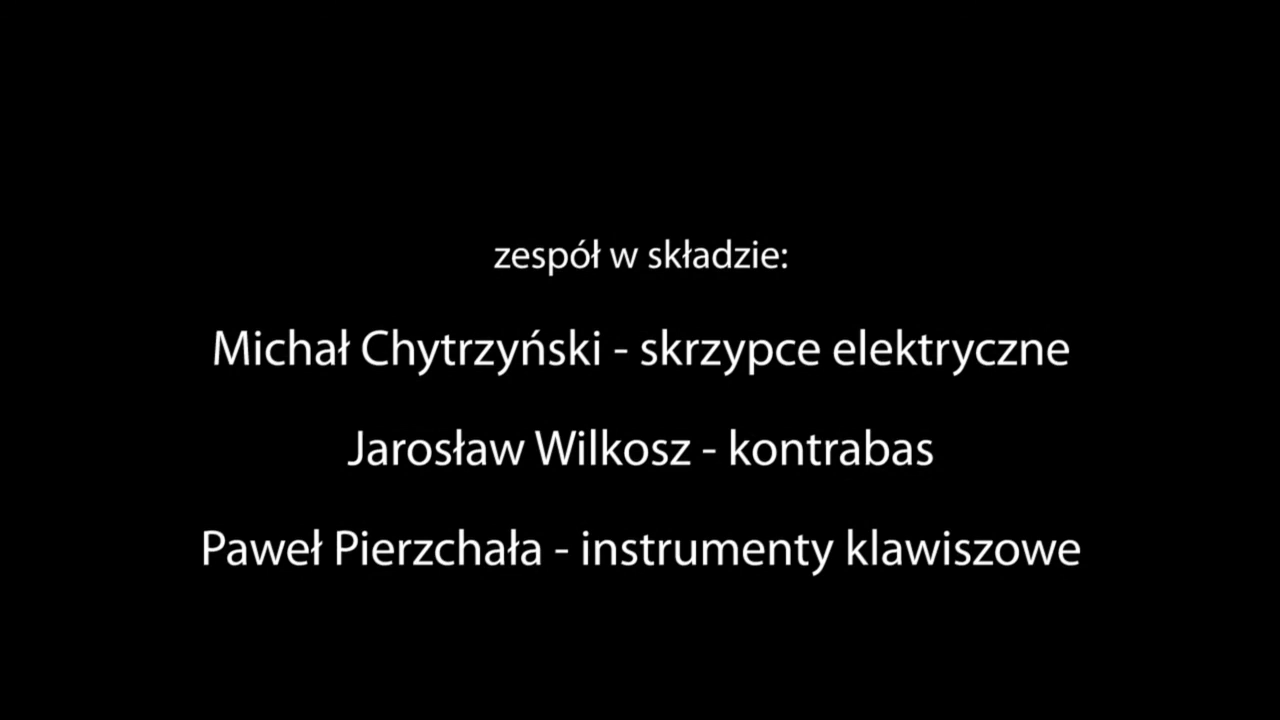 zespół w składzie:
Michał Chytrzyński - skrzypce elektryczne
Jarosław Wilkosz - kontrabas
Paweł Pierzchała - instrumenty klawiszowe